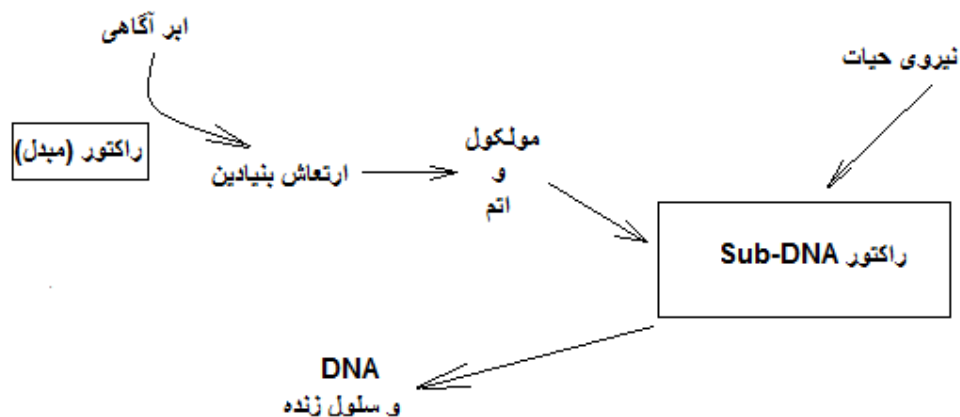 ابر آگاهی
نیروی حیات
راکتور (مبدل)
ارتعاش بنیادین
مولکول
و
اتم
راکتور Sub-DNA
DNA
و سلول زنده